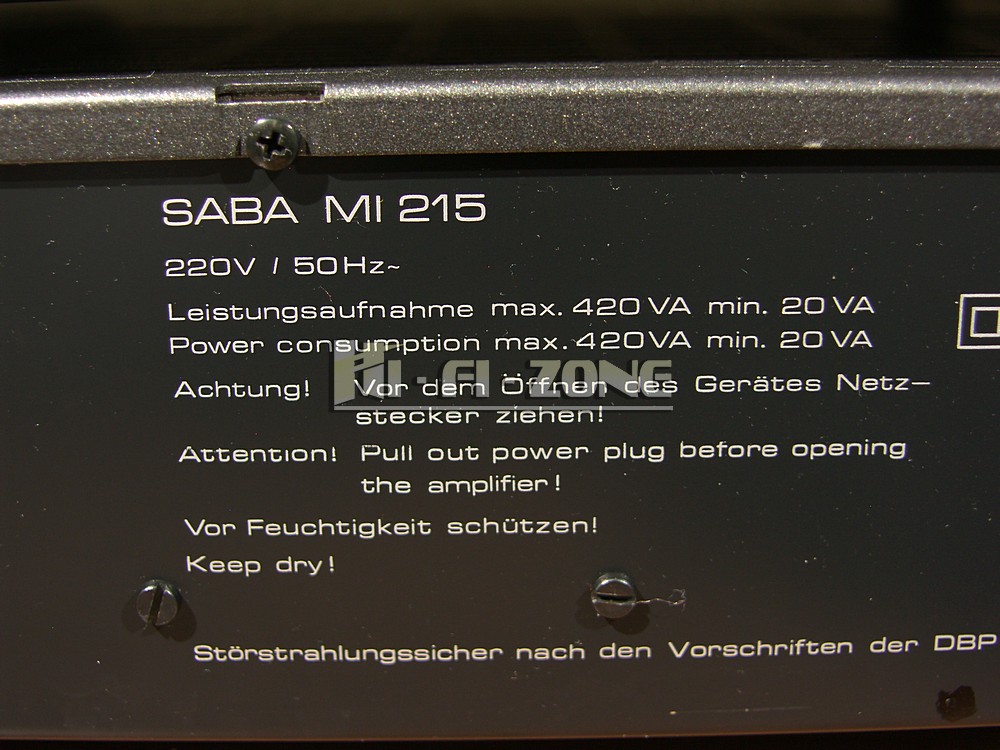 SABA MI 215
220V / 50Hz~
Leistungsaufnahme max. 420 VA min. 20 VA
Power consumption max. 420VA min. 20 VA
Achtung! Vor dem Öffnen des Gerätes Netz-
stecker ziehen!
HI-FI-ZONE
Attention! Pull out power plug before opening
the amplifier!
Vor Feuchtigkeit schützen!
Keep dry!
Störstrahlungssicher nach den Vorschriften der DBP